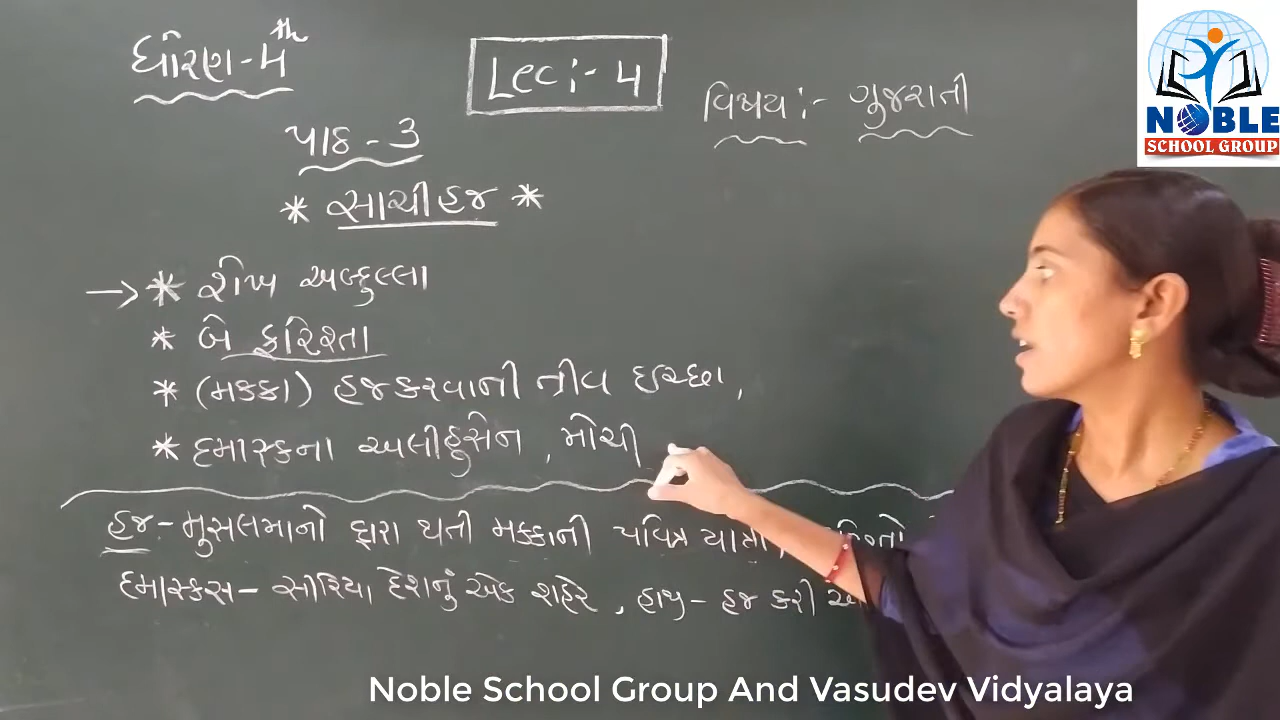 ધોરણ - 4th
Lec :- 4
વિષય :- ગુજરાતી
પાઠ - 3
* સાચી હજ *
→ * શેખ અબ્દુલ્લા
* બે ફરિશ્તા
* (મક્કા) હજ કરવાની તીવ્ર ઇચ્છા,
* દમાસ્કના અલીહુસેન, મોચી
હજ - મુસલમાનો દ્વારા થતી મક્કાની પવિત્ર યાત્રા,
દમાસ્કસ - સીરિયા દેશનું એક શહેર, હાજી - હજ કરી
NOBLE
SCHOOL GROUP
Noble School Group And Vasudev Vidyalaya